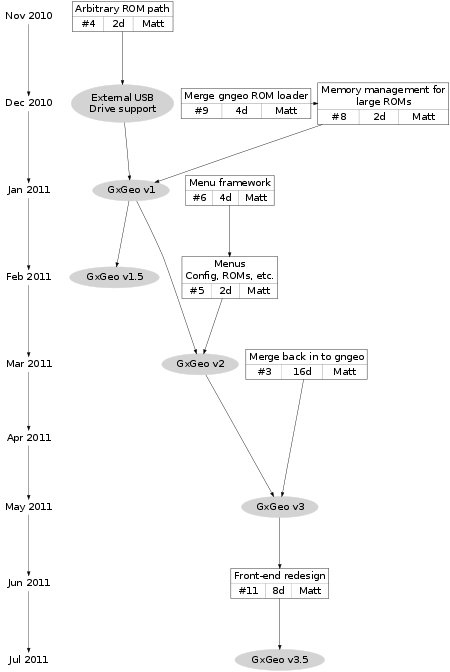 Nov 2010
Arbitrary ROM path
#4 2d Matt
Dec 2010
External USB
Drive support
Merge gngeo ROM loader
#9 4d Matt
Memory management for
large ROMs
#8 2d Matt
Jan 2011
GxGeo v1
Menu framework
#6 4d Matt
Feb 2011
GxGeo v1.5
Menus
Config, ROMs, etc.
#5 2d Matt
Mar 2011
GxGeo v2
Merge back in to gngeo
#3 16d Matt
Apr 2011
May 2011
GxGeo v3
Jun 2011
Front-end redesign
#11 8d Matt
Jul 2011
GxGeo v3.5